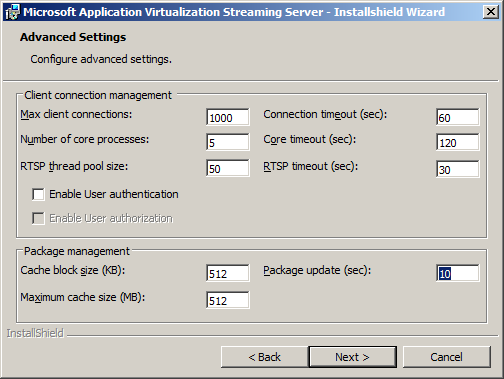 Microsoft Application Virtualization Streaming Server - Installshield Wizard
Advanced Settings
Configure advanced settings.
Client connection management
Max client connections: 1000 Connection timeout (sec): 60
Number of core processes: 5 Core timeout (sec): 120
RTSP thread pool size: 50 RTSP timeout (sec): 30
Enable User authentication
Enable User authorization
Package management
Cache block size (KB): 512 Package update (sec): 10
Maximum cache size (MB): 512
InstallShield
< Back Next > Cancel